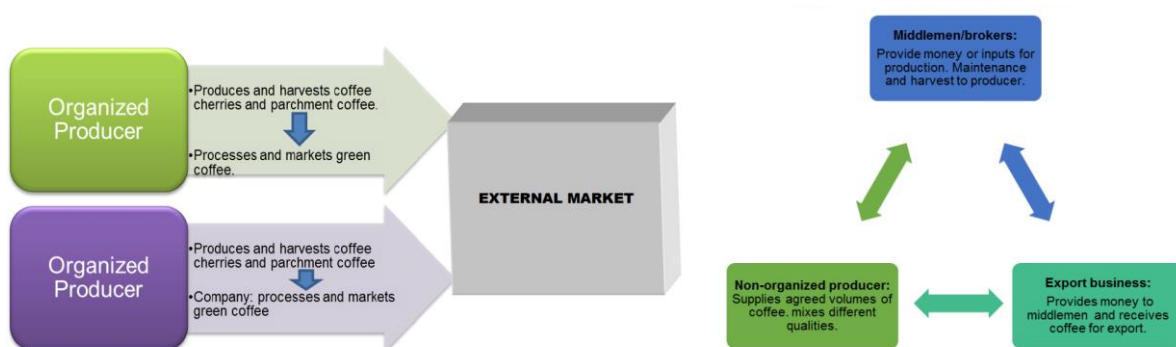 Organized
Producer
•Produces and harvests coffee
cherries and parchment coffee.
•Processes and markets green
coffee.
Organized
Producer
•Produces and harvests coffee
cherries and parchment coffee
•Company: processes and markets
green coffee
EXTERNAL MARKET
Middlemen/brokers:
Provide money or inputs for
production. Maintenance
and harvest to producer.
Non-organized producer:
Supplies agreed volumes of
coffee. mixes different
qualities.
Export business:
Provides money to
middlemen and receives
coffee for export.